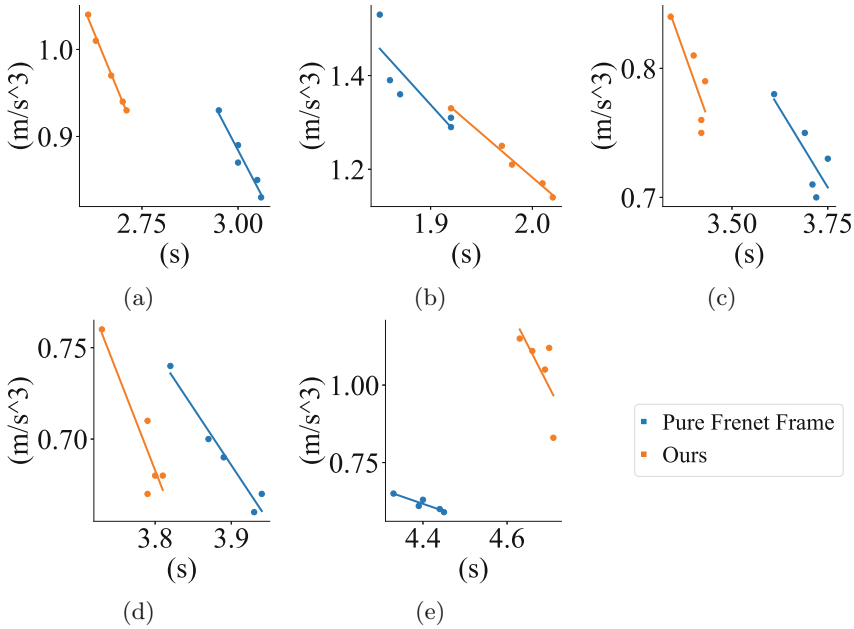 (m/s^3)
1.0
0.9
2.75 3.00
(s)
(a)
(m/s^3)
1.4
1.2
1.9 2.0
(s)
(b)
(m/s^3)
0.8
0.7
3.50 3.75
(s)
(c)
(m/s^3)
0.75
0.70
3.8 3.9
(s)
(d)
(m/s^3)
1.00
0.75
4.4 4.6
(s)
(e)
Pure Frenet Frame
Ours